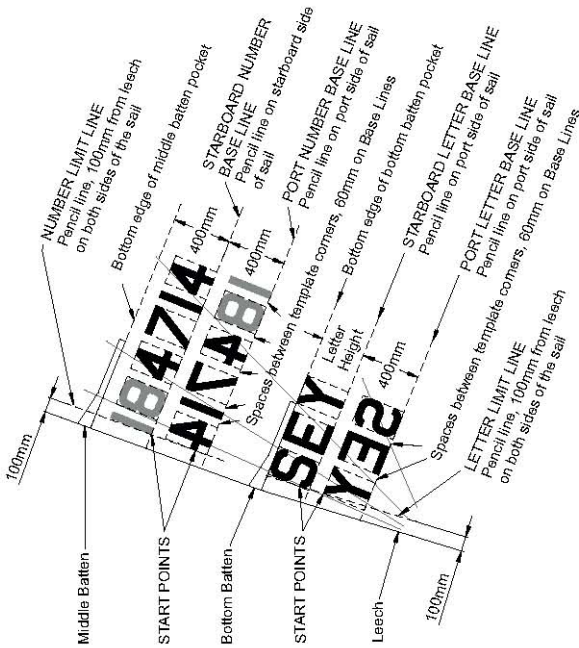 NUMBER LIMIT LINE
Pencil line, 100mm from leech
on both sides of the sail
Bottom edge of middle batten pocket
STARBOARD NUMBER
BASE LINE
Pencil line on starboard side
of sail
PORT NUMBER BASE LINE
Pencil line on port side of sail
Spaces between template corners, 60mm on Base Lines
Bottom edge of bottom batten pocket
STARBOARD LETTER BASE LINE
Pencil line on port side of sail
PORT LETTER BASE LINE
Pencil line on port side of sail
Spaces between template corners, 60mm on Base Lines
LETTER LIMIT LINE
Pencil line, 100mm from leech
on both sides of the sail
400mm
400mm
Letter
Height
400mm
184714
184714
SEY
SEY
100mm
Middle Batten
START POINTS
Bottom Batten
START POINTS
Leech
100mm